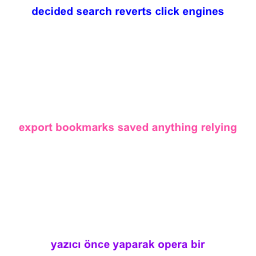 decided search reverts click engines
export bookmarks saved anything relying
yazıcı önce yaparak opera bir